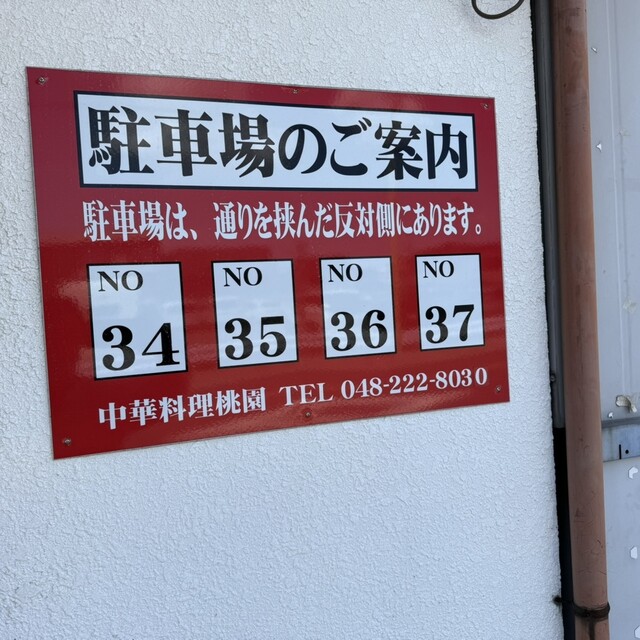 駐車場のご案内
駐車場は、通りを挟んだ反対側にあります。
NO NO NO NO
34 35 36 37
中華料理桃園 TEL 048-222-8030